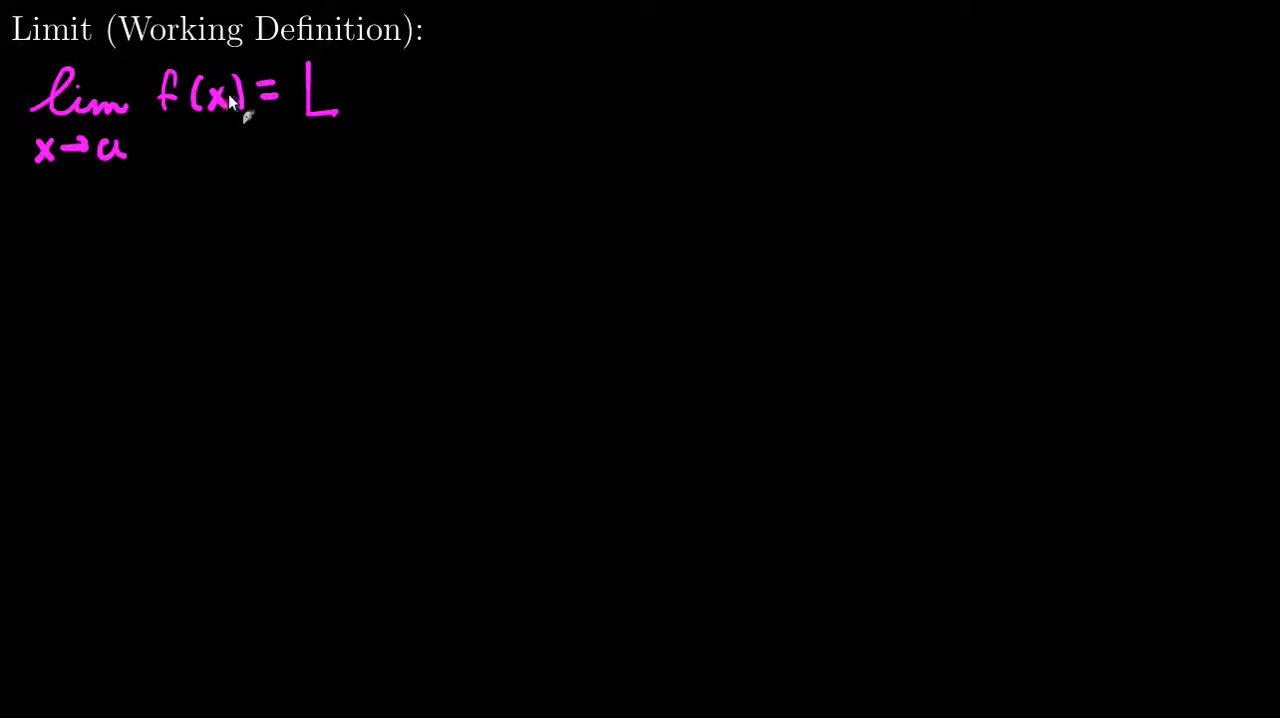 Limit (Working Definition):
lim f(x) = L
x→a